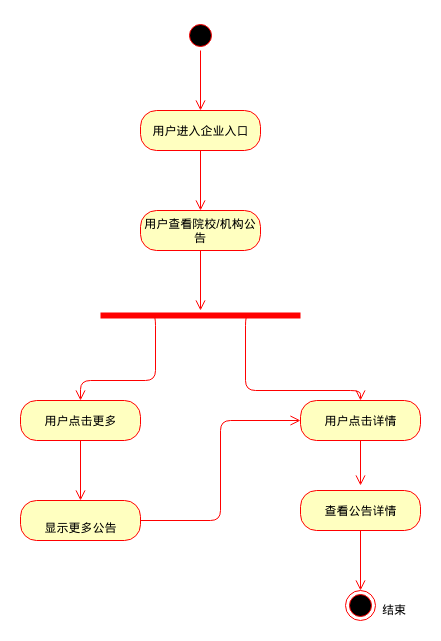 用户进入企业入口
用户查看院校/机构公
告
用户点击更多
用户点击详情
显示更多公告
查看公告详情
结束